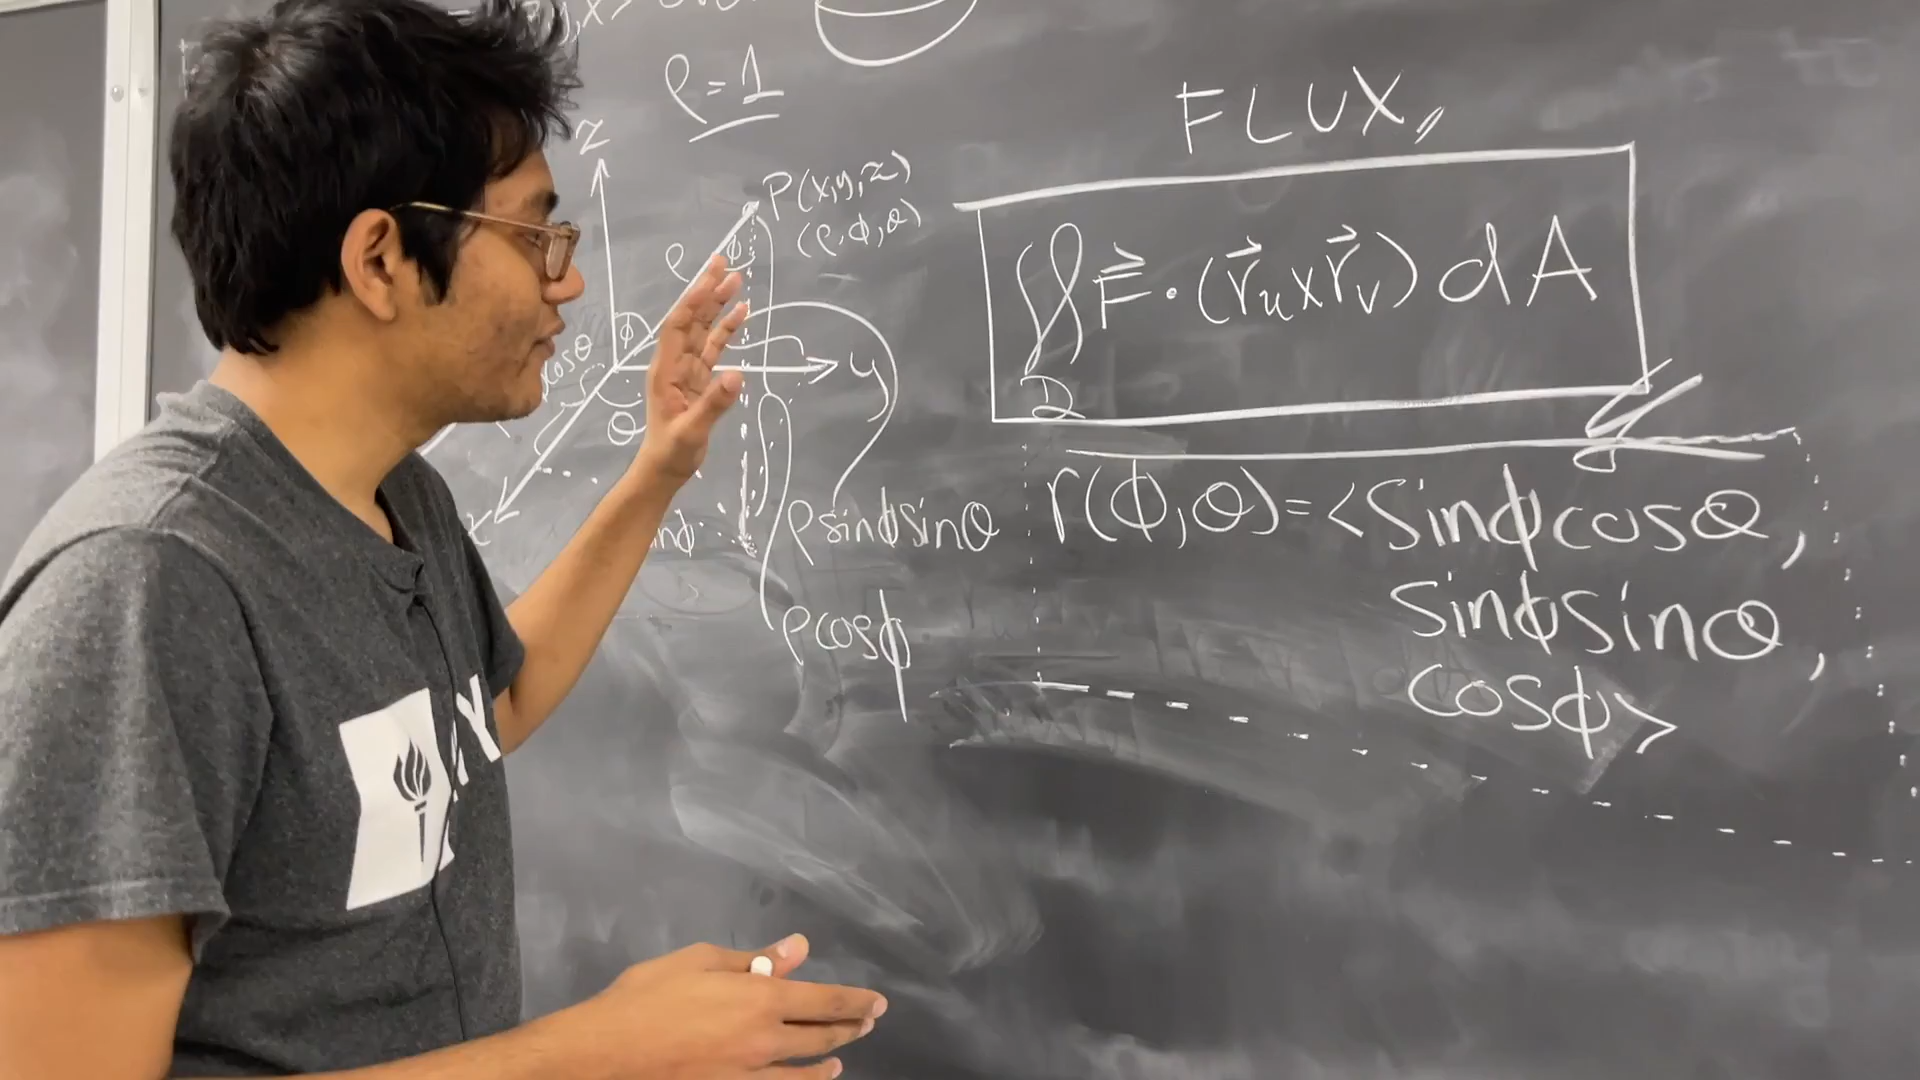 ρ = 1
FLUX,
z
P(x,y,z)
(ρ,ϕ,θ)
ρ
ϕ
ϕ
∬ F⃗ · (r⃗ᵤ x r⃗ᵥ) dA
D
y
cosθ
θ
x
ρsinϕsinθ
r(ϕ,θ) = <sinϕcosθ,
sinϕsinθ,
ρcosϕ
cosϕ>